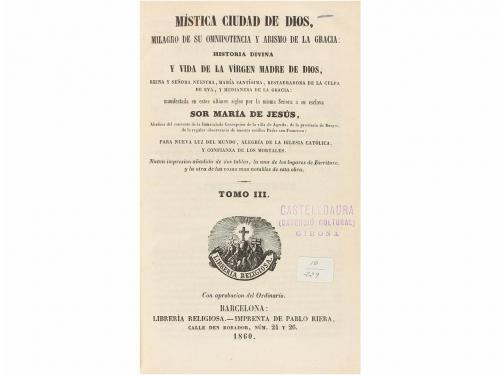 MÍSTICA CIUDAD DE DIOS,
MILAGRO DE SU OMNIPOTENCIA Y ABISMO DE LA GRACIA:
HISTORIA DIVINA
Y VIDA DE LA VÍRGEN MADRE DE DIOS,
REINA Y SEÑORA NUESTRA, MARÍA SANTÍSIMA, RESTAURADORA DE LA CULPA
DE EVA, Y MEDIANERA DE LA GRACIA:
manifestada en estos últimos siglos por la misma Señora á su esclava
SOR MARÍA DE JESÚS,
Abadesa del convento de la Inmaculada Concepcion de la villa de Agreda, de la provincia de Burgos,
de la regular observancia de nuestro seráfico Padre san Francisco;
PARA NUEVA LUZ DEL MUNDO, ALEGRÍA DE LA IGLESIA CATÓLICA,
Y CONFIANZA DE LOS MORTALES.
Nueva impresion añadida de dos tablas, la una de los lugares de Escritura,
y la otra de las cosas mas notables de esta obra.
TOMO III.
CASTELLDAURA
(CULTURAL)
GIRONA
LIBRERIA RELIGIOSA
10
229
Con aprobacion del Ordinario.
BARCELONA:
LIBRERÍA RELIGIOSA.—IMPRENTA DE PABLO RIERA,
CALLE DEN ROBADOR, NÚM. 24 Y 26.
1860.